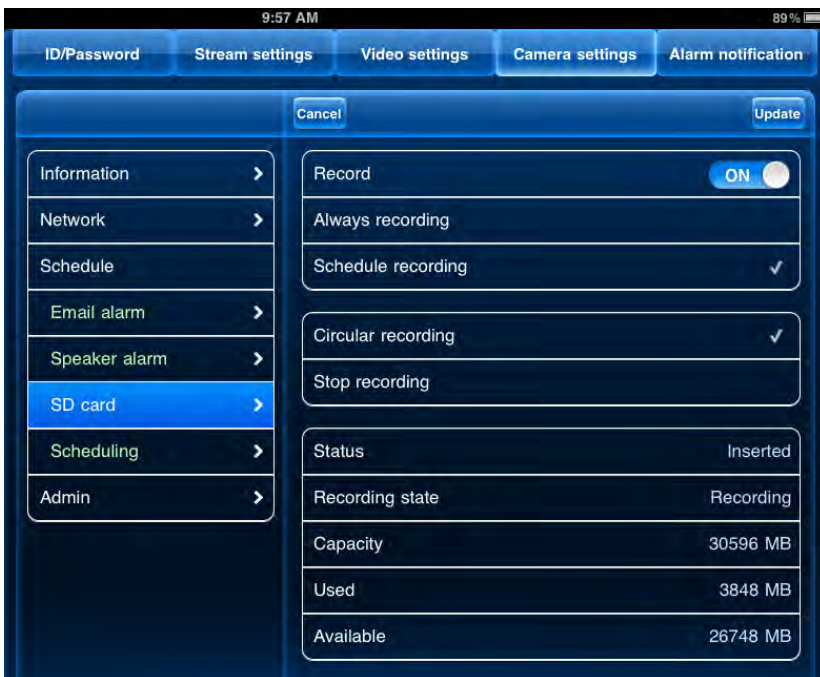 9:57 AM 89%
ID/Password Stream settings Video settings Camera settings Alarm notification
Cancel Update
Information
Network
Schedule
Email alarm
Speaker alarm
SD card
Scheduling
Admin
Record ON
Always recording
Schedule recording
Circular recording
Stop recording
Status Inserted
Recording state Recording
Capacity 30596 MB
Used 3848 MB
Available 26748 MB